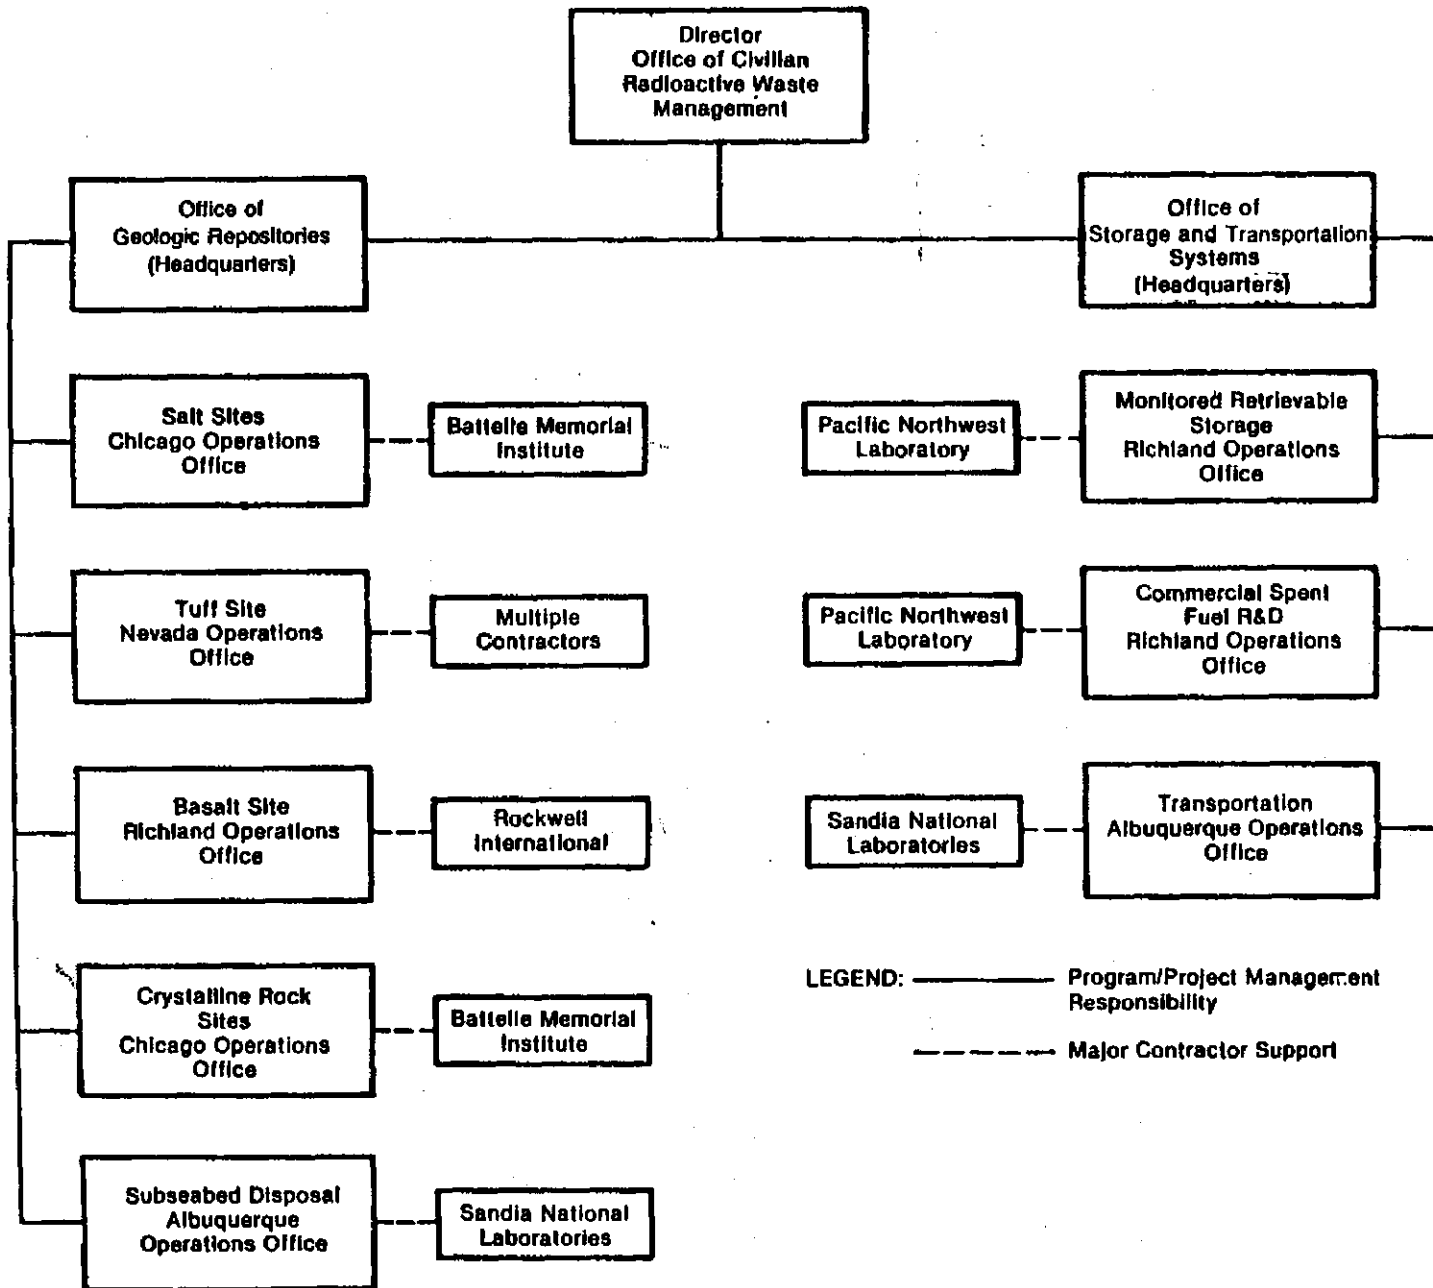 Director
Office of Civilian
Radioactive Waste
Management
Office of
Geologic Repositories
(Headquarters)
Office of
Storage and Transportation
Systems
(Headquarters)
Salt Sites
Chicago Operations
Office
Battelle Memorial
Institute
Pacific Northwest
Laboratory
Monitored Retrievable
Storage
Richland Operations
Office
Tuff Site
Nevada Operations
Office
Multiple
Contractors
Pacific Northwest
Laboratory
Commercial Spent
Fuel R&D
Richland Operations
Office
Basalt Site
Richland Operations
Office
Rockwell
International
Sandia National
Laboratories
Transportation
Albuquerque Operations
Office
Crystalline Rock
Sites
Chicago Operations
Office
Battelle Memorial
Institute
LEGEND: Program/Project Management
Responsibility
Major Contractor Support
Subseabed Disposal
Albuquerque
Operations Office
Sandia National
Laboratories